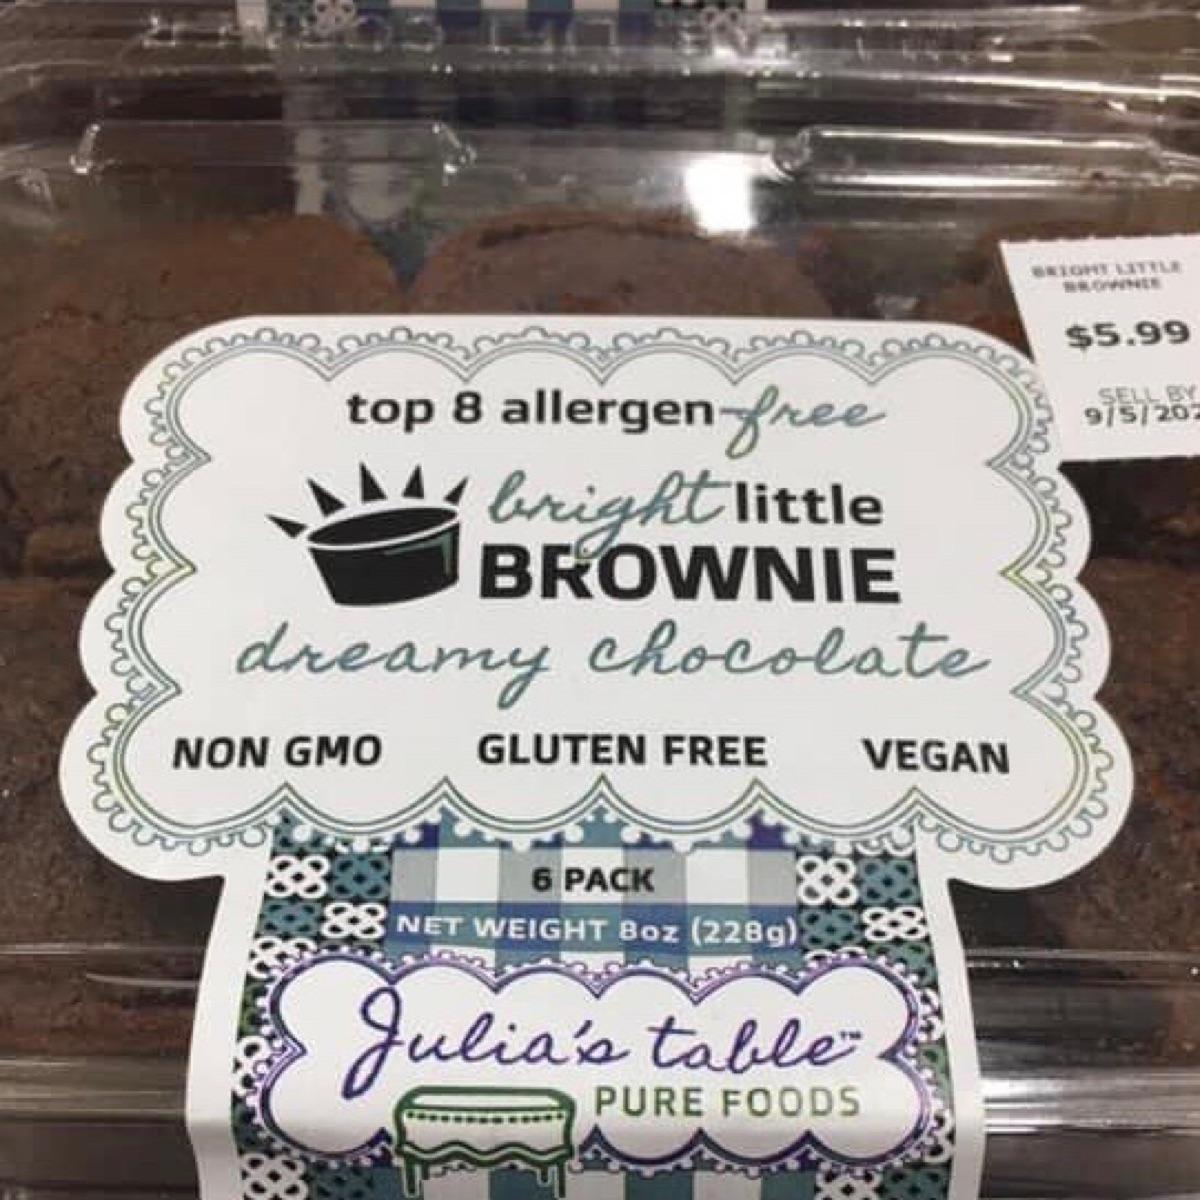 top 8 allergen-free
bright little
BROWNIE
dreamy chocolate
NON GMO GLUTEN FREE VEGAN
6 PACK
NET WEIGHT 8oz (228g)
Julia's table™
PURE FOODS
BRIGHT LITTLE
BROWNIE
$5.99
SELL BY